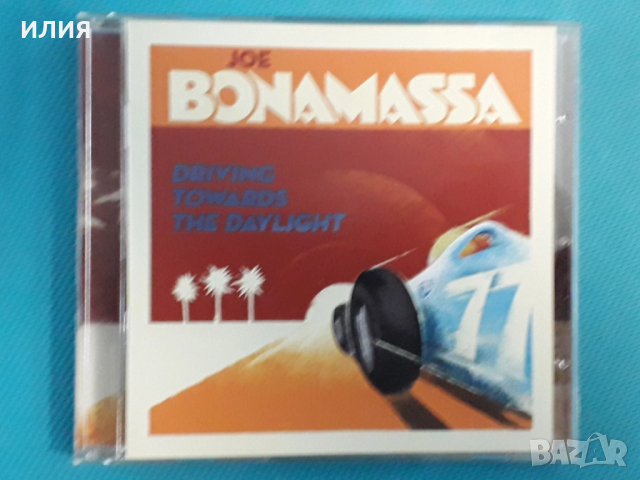 илия
JOE
BONAMASSA
DRIVING
TOWARDS
THE DAYLIGHT
77
BAZAR